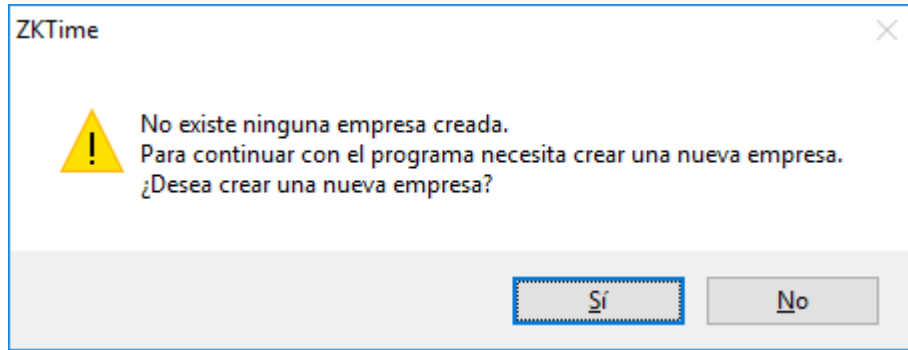 ZKTime
No existe ninguna empresa creada.
Para continuar con el programa necesita crear una nueva empresa.
¿Desea crear una nueva empresa?
Sí
No